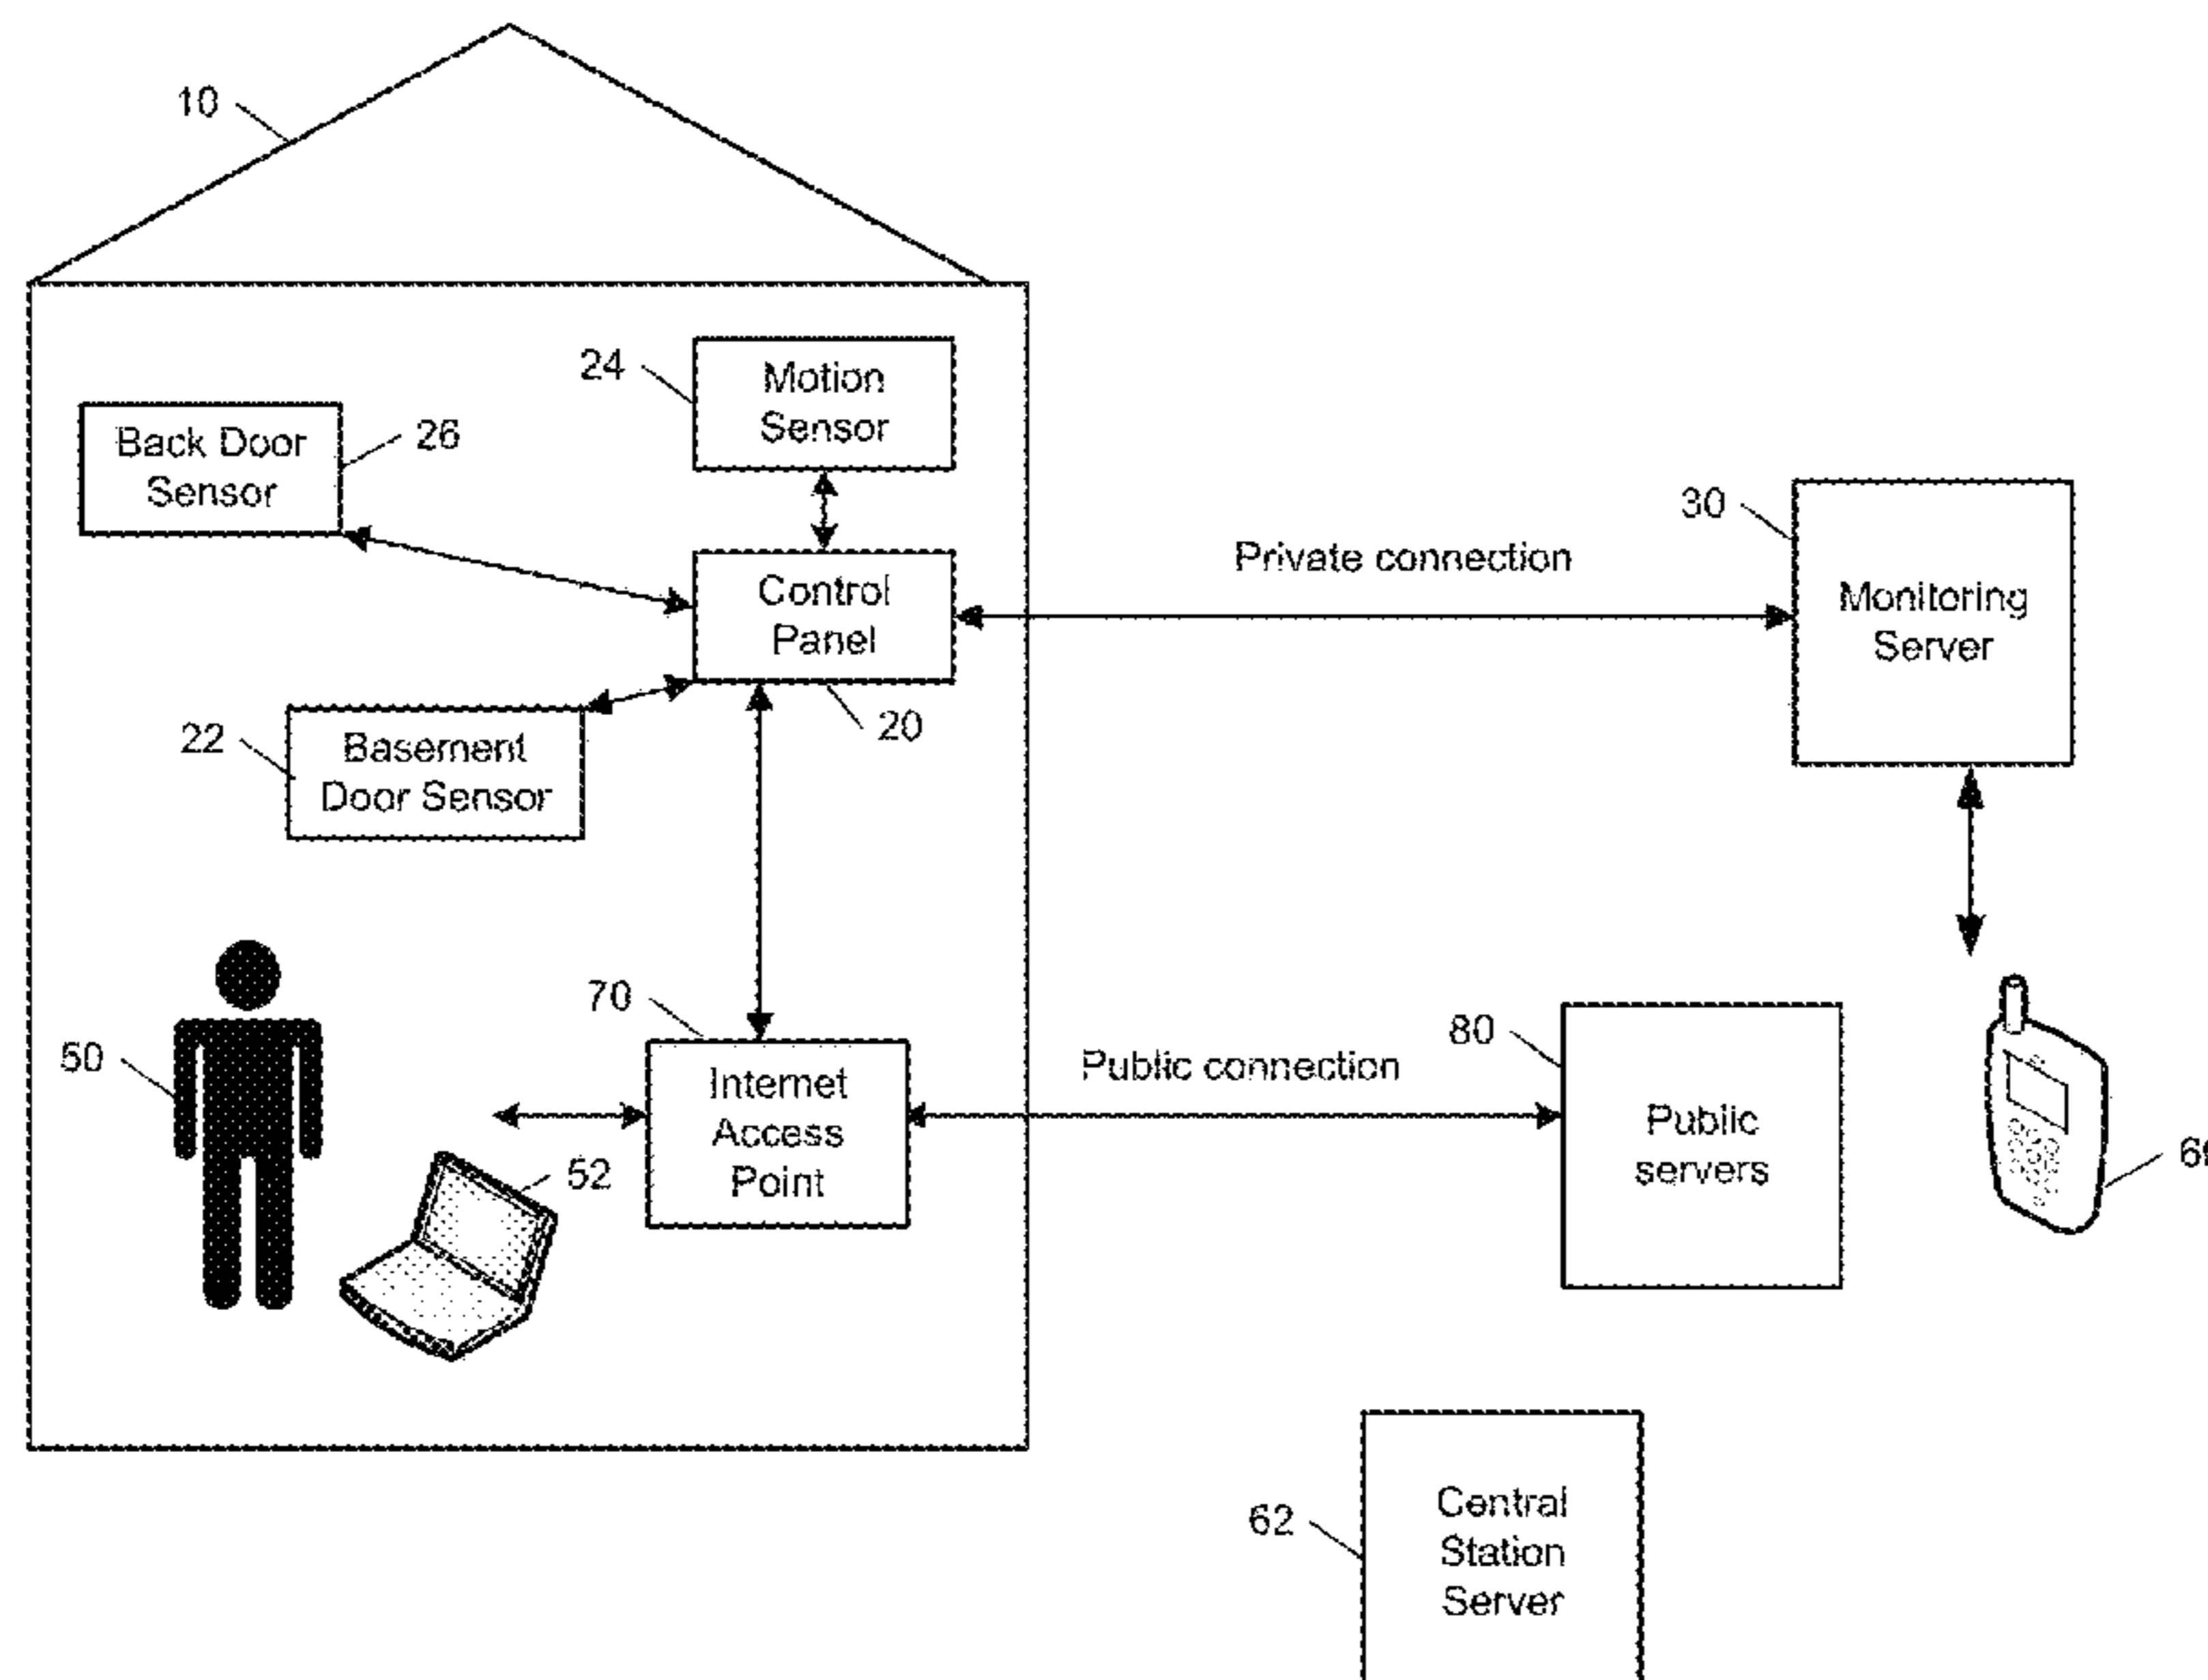 10
24
Motion
Sensor
Back Door
Sensor
26
30
Private connection
Control
Panel
Monitoring
Server
20
22
Basement
Door Sensor
70
80
50
Internet
Access
Point
Public connection
Public
servers
52
62
Central
Station
Server